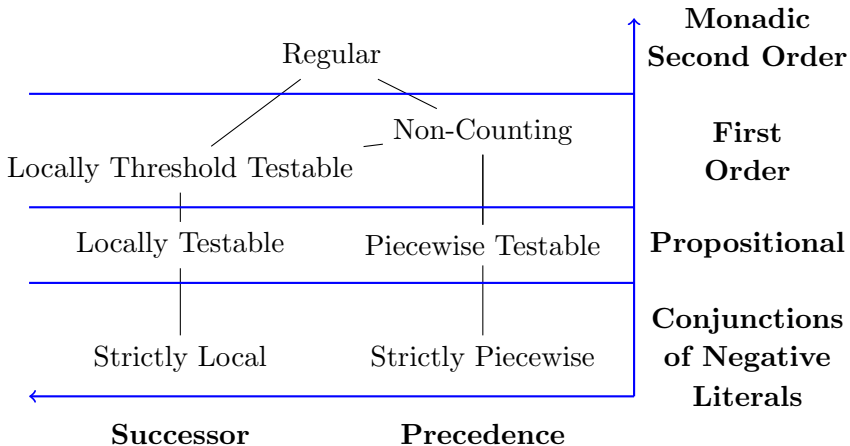 Monadic
Second Order
Regular
Non-Counting
First
Order
Locally Threshold Testable
Locally Testable
Piecewise Testable
Propositional
Conjunctions
of Negative
Literals
Strictly Local
Strictly Piecewise
Successor
Precedence